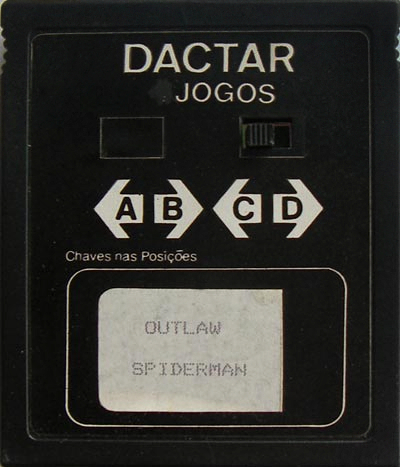 DACTAR
JOGOS
A B C D
Chaves nas Posições
OUTLAW
SPIDERMAN